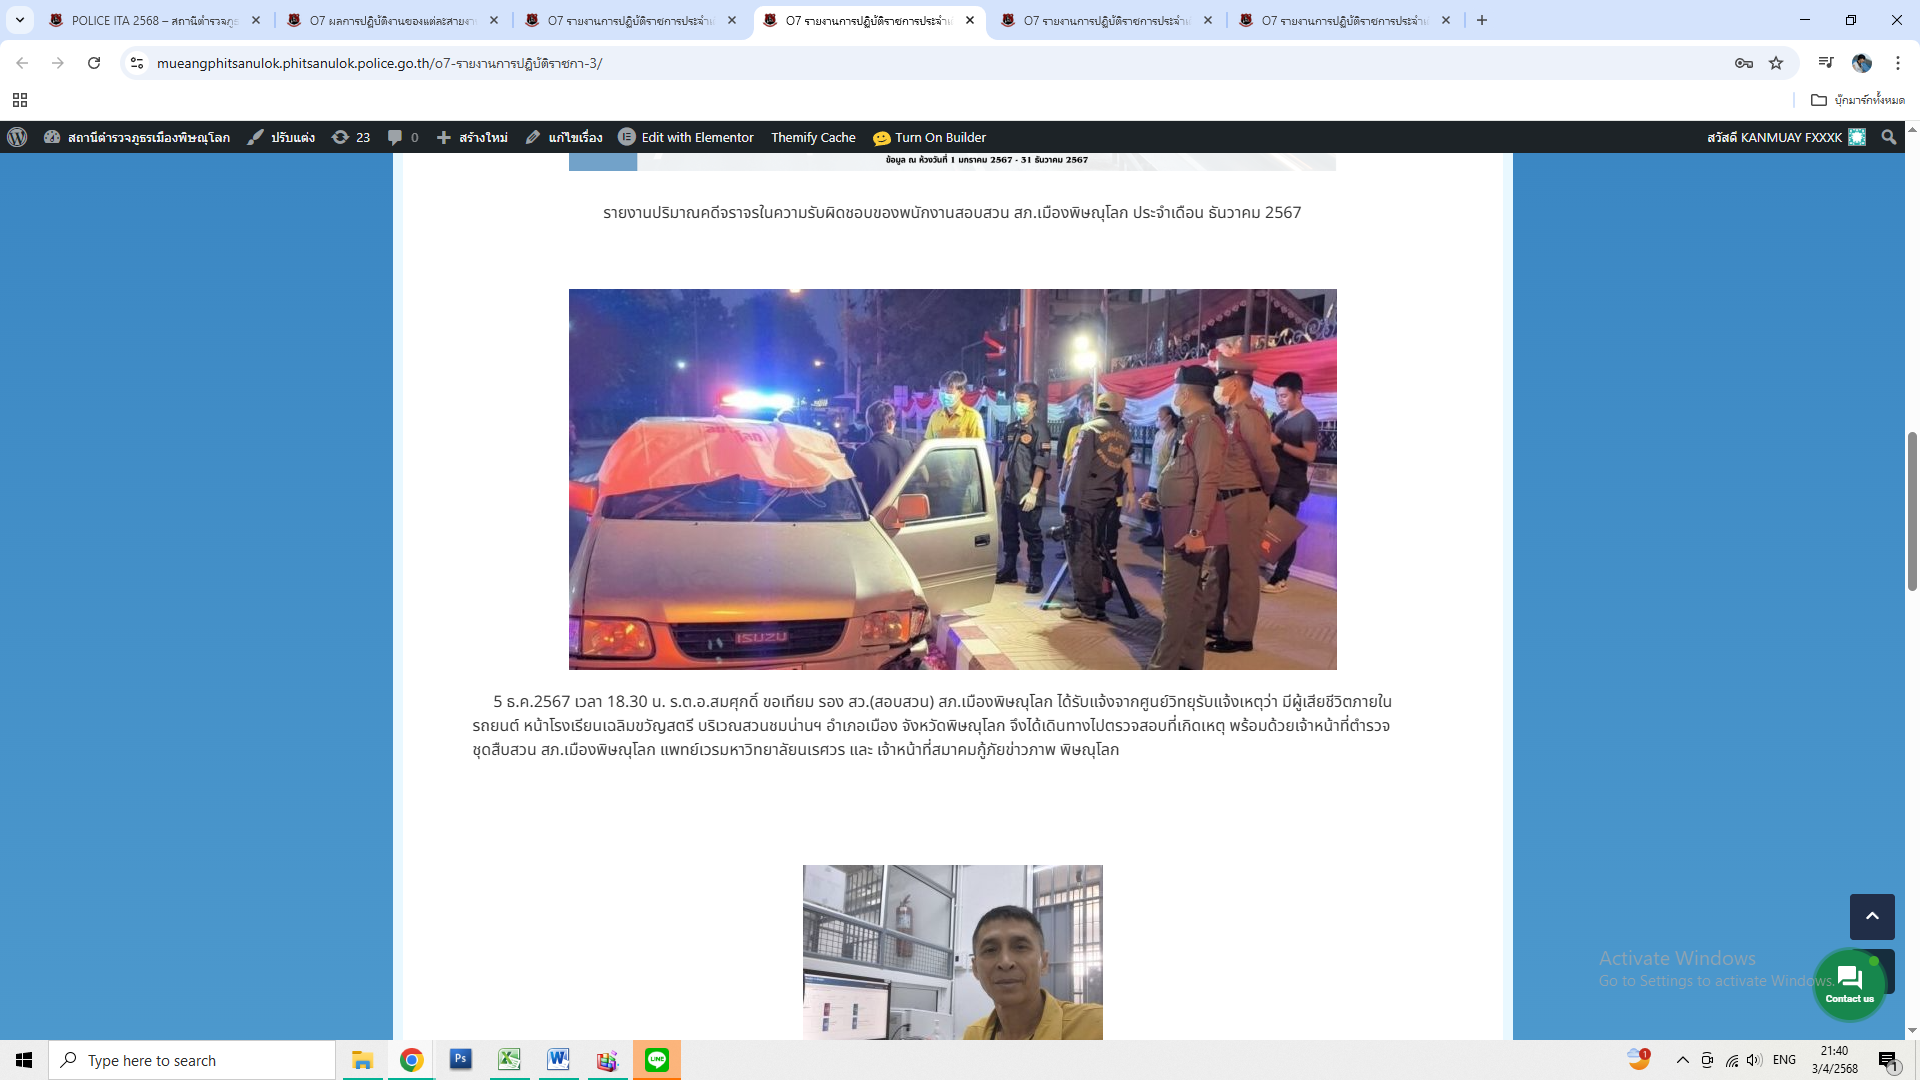 POLICE ITA 2568 – สถานีตำรวจภูธ
O7 ผลการปฏิบัติงานของแต่ละสายงา
O7 รายงานการปฏิบัติราชการประจำเ
O7 รายงานการปฏิบัติราชการประจำเ
O7 รายงานการปฏิบัติราชการประจำเ
O7 รายงานการปฏิบัติราชการประจำเ
mueangphitsanulok.phitsanulok.police.go.th/o7-รายงานการปฏิบัติราชกา-3/
บุ๊กมาร์กทั้งหมด
สถานีตำรวจภูธรเมืองพิษณุโลก ปรับแต่ง 23 0 สร้างใหม่ แก้ไขเรื่อง Edit with Elementor Themify Cache Turn On Builder สวัสดี KANMUAY FXXXK
ข้อมูล ณ ห้วงวันที่ 1 มกราคม 2567 - 31 ธันวาคม 2567
รายงานปริมาณคดีจราจรในความรับผิดชอบของพนักงานสอบสวน สภ.เมืองพิษณุโลก ประจำเดือน ธันวาคม 2567
ISUZU
5 ธ.ค.2567 เวลา 18.30 น. ร.ต.อ.สมศุกดิ์ ขอเทียม รอง สว.(สอบสวน) สภ.เมืองพิษณุโลก ได้รับแจ้งจากศูนย์วิทยุรับแจ้งเหตุว่า มีผู้เสียชีวิตภายใน
รถยนต์ หน้าโรงเรียนเฉลิมขวัญสตรี บริเวณสวนชมน่านฯ อำเภอเมือง จังหวัดพิษณุโลก จึงได้เดินทางไปตรวจสอบที่เกิดเหตุ พร้อมด้วยเจ้าหน้าที่ตำรวจ
ชุดสืบสวน สภ.เมืองพิษณุโลก แพทย์เวรมหาวิทยาลัยนเรศวร และ เจ้าหน้าที่สมาคมกู้ภัยข่าวภาพ พิษณุโลก
Activate Windows
Go to Settings to activate Windows.
Contact us
Type here to search
Ps
LINE
1
ENG
21:40
3/4/2568
1